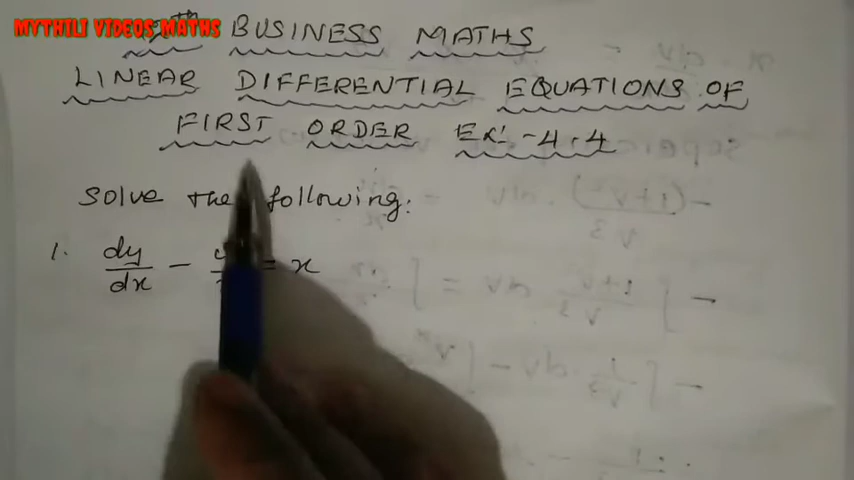 MYTHILI VIDEOS MATHS
BUSINESS MATHS
LINEAR DIFFERENTIAL EQUATIONS OF
FIRST ORDER EX: -4.4
Solve the following:
1. dy/dx - = x